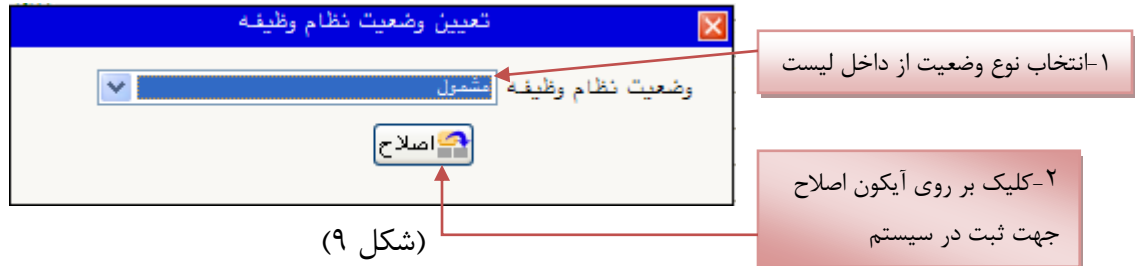 تعیین وضعیت نظام وظیفه
۱-انتخاب نوع وضعیت از داخل لیست
وضعیت نظام وظیفه
مشمول
اصلاح
۲-کلیک بر روی آیکون اصلاح
جهت ثبت در سیستم
(شکل ۹)